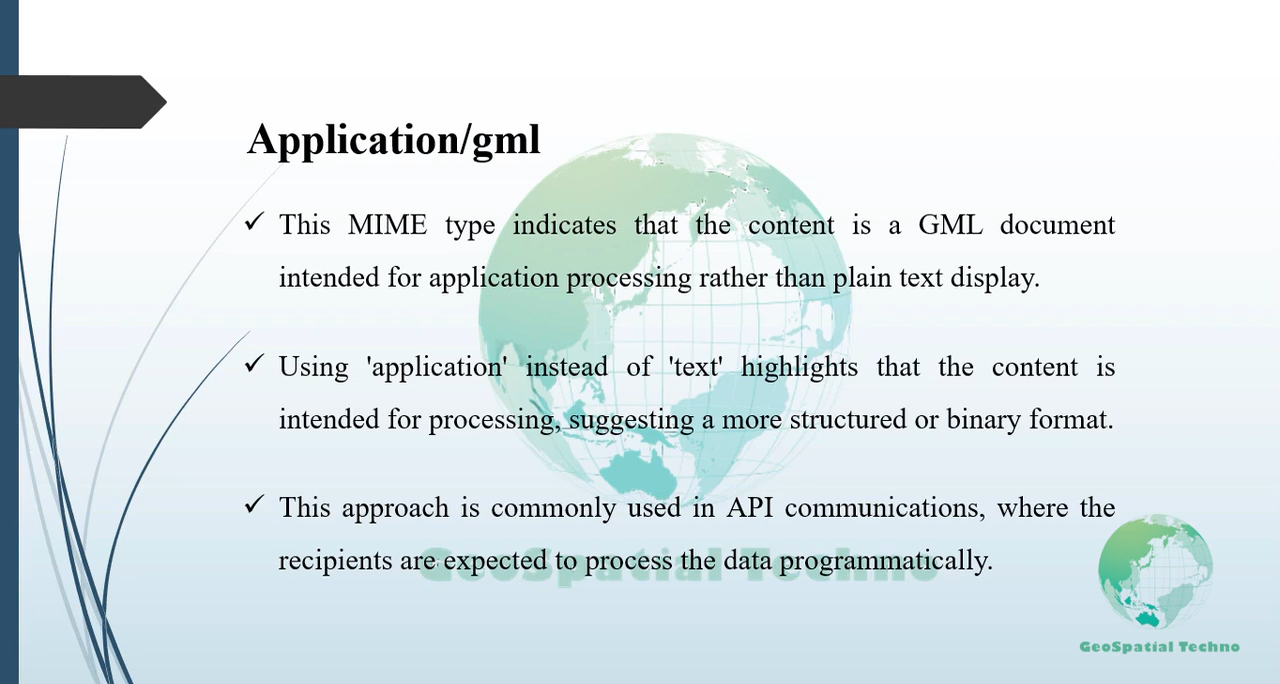 Application/gml
✓ This MIME type indicates that the content is a GML document
intended for application processing rather than plain text display.
✓ Using 'application' instead of 'text' highlights that the content is
intended for processing, suggesting a more structured or binary format.
✓ This approach is commonly used in API communications, where the
recipients are expected to process the data programmatically.
GeoSpatial Techno
GeoSpatial Techno